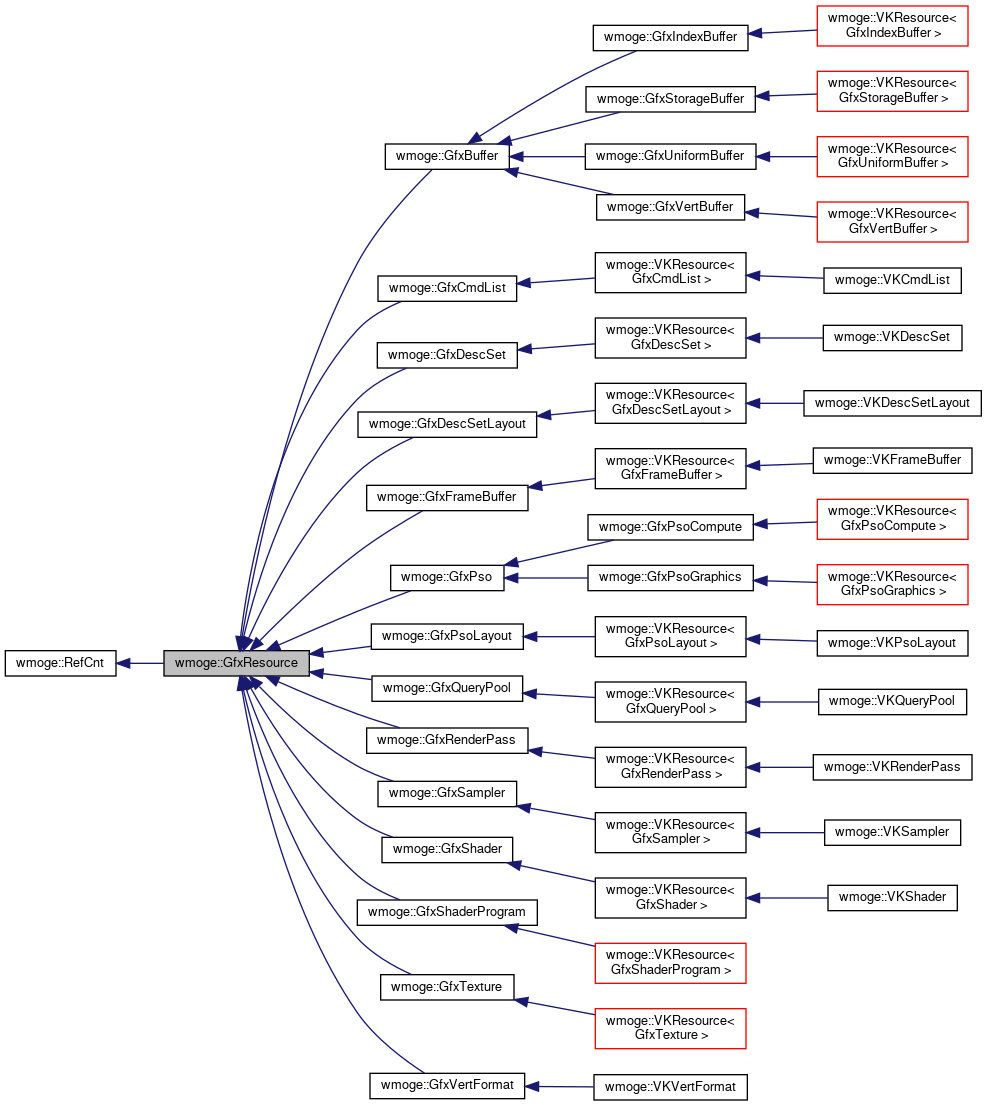 wmoge::RefCnt
wmoge::GfxResource
wmoge::GfxBuffer
wmoge::GfxIndexBuffer
wmoge::VKResource<
GfxIndexBuffer >
wmoge::GfxStorageBuffer
wmoge::VKResource<
GfxStorageBuffer >
wmoge::GfxUniformBuffer
wmoge::VKResource<
GfxUniformBuffer >
wmoge::GfxVertBuffer
wmoge::VKResource<
GfxVertBuffer >
wmoge::GfxCmdList
wmoge::VKResource<
GfxCmdList >
wmoge::VKCmdList
wmoge::GfxDescSet
wmoge::VKResource<
GfxDescSet >
wmoge::VKDescSet
wmoge::GfxDescSetLayout
wmoge::VKResource<
GfxDescSetLayout >
wmoge::VKDescSetLayout
wmoge::GfxFrameBuffer
wmoge::VKResource<
GfxFrameBuffer >
wmoge::VKFrameBuffer
wmoge::GfxPso
wmoge::GfxPsoCompute
wmoge::VKResource<
GfxPsoCompute >
wmoge::GfxPsoGraphics
wmoge::VKResource<
GfxPsoGraphics >
wmoge::GfxPsoLayout
wmoge::VKResource<
GfxPsoLayout >
wmoge::VKPsoLayout
wmoge::GfxQueryPool
wmoge::VKResource<
GfxQueryPool >
wmoge::VKQueryPool
wmoge::GfxRenderPass
wmoge::VKResource<
GfxRenderPass >
wmoge::VKRenderPass
wmoge::GfxSampler
wmoge::VKResource<
GfxSampler >
wmoge::VKSampler
wmoge::GfxShader
wmoge::VKResource<
GfxShader >
wmoge::VKShader
wmoge::GfxShaderProgram
wmoge::VKResource<
GfxShaderProgram >
wmoge::GfxTexture
wmoge::VKResource<
GfxTexture >
wmoge::GfxVertFormat
wmoge::VKVertFormat